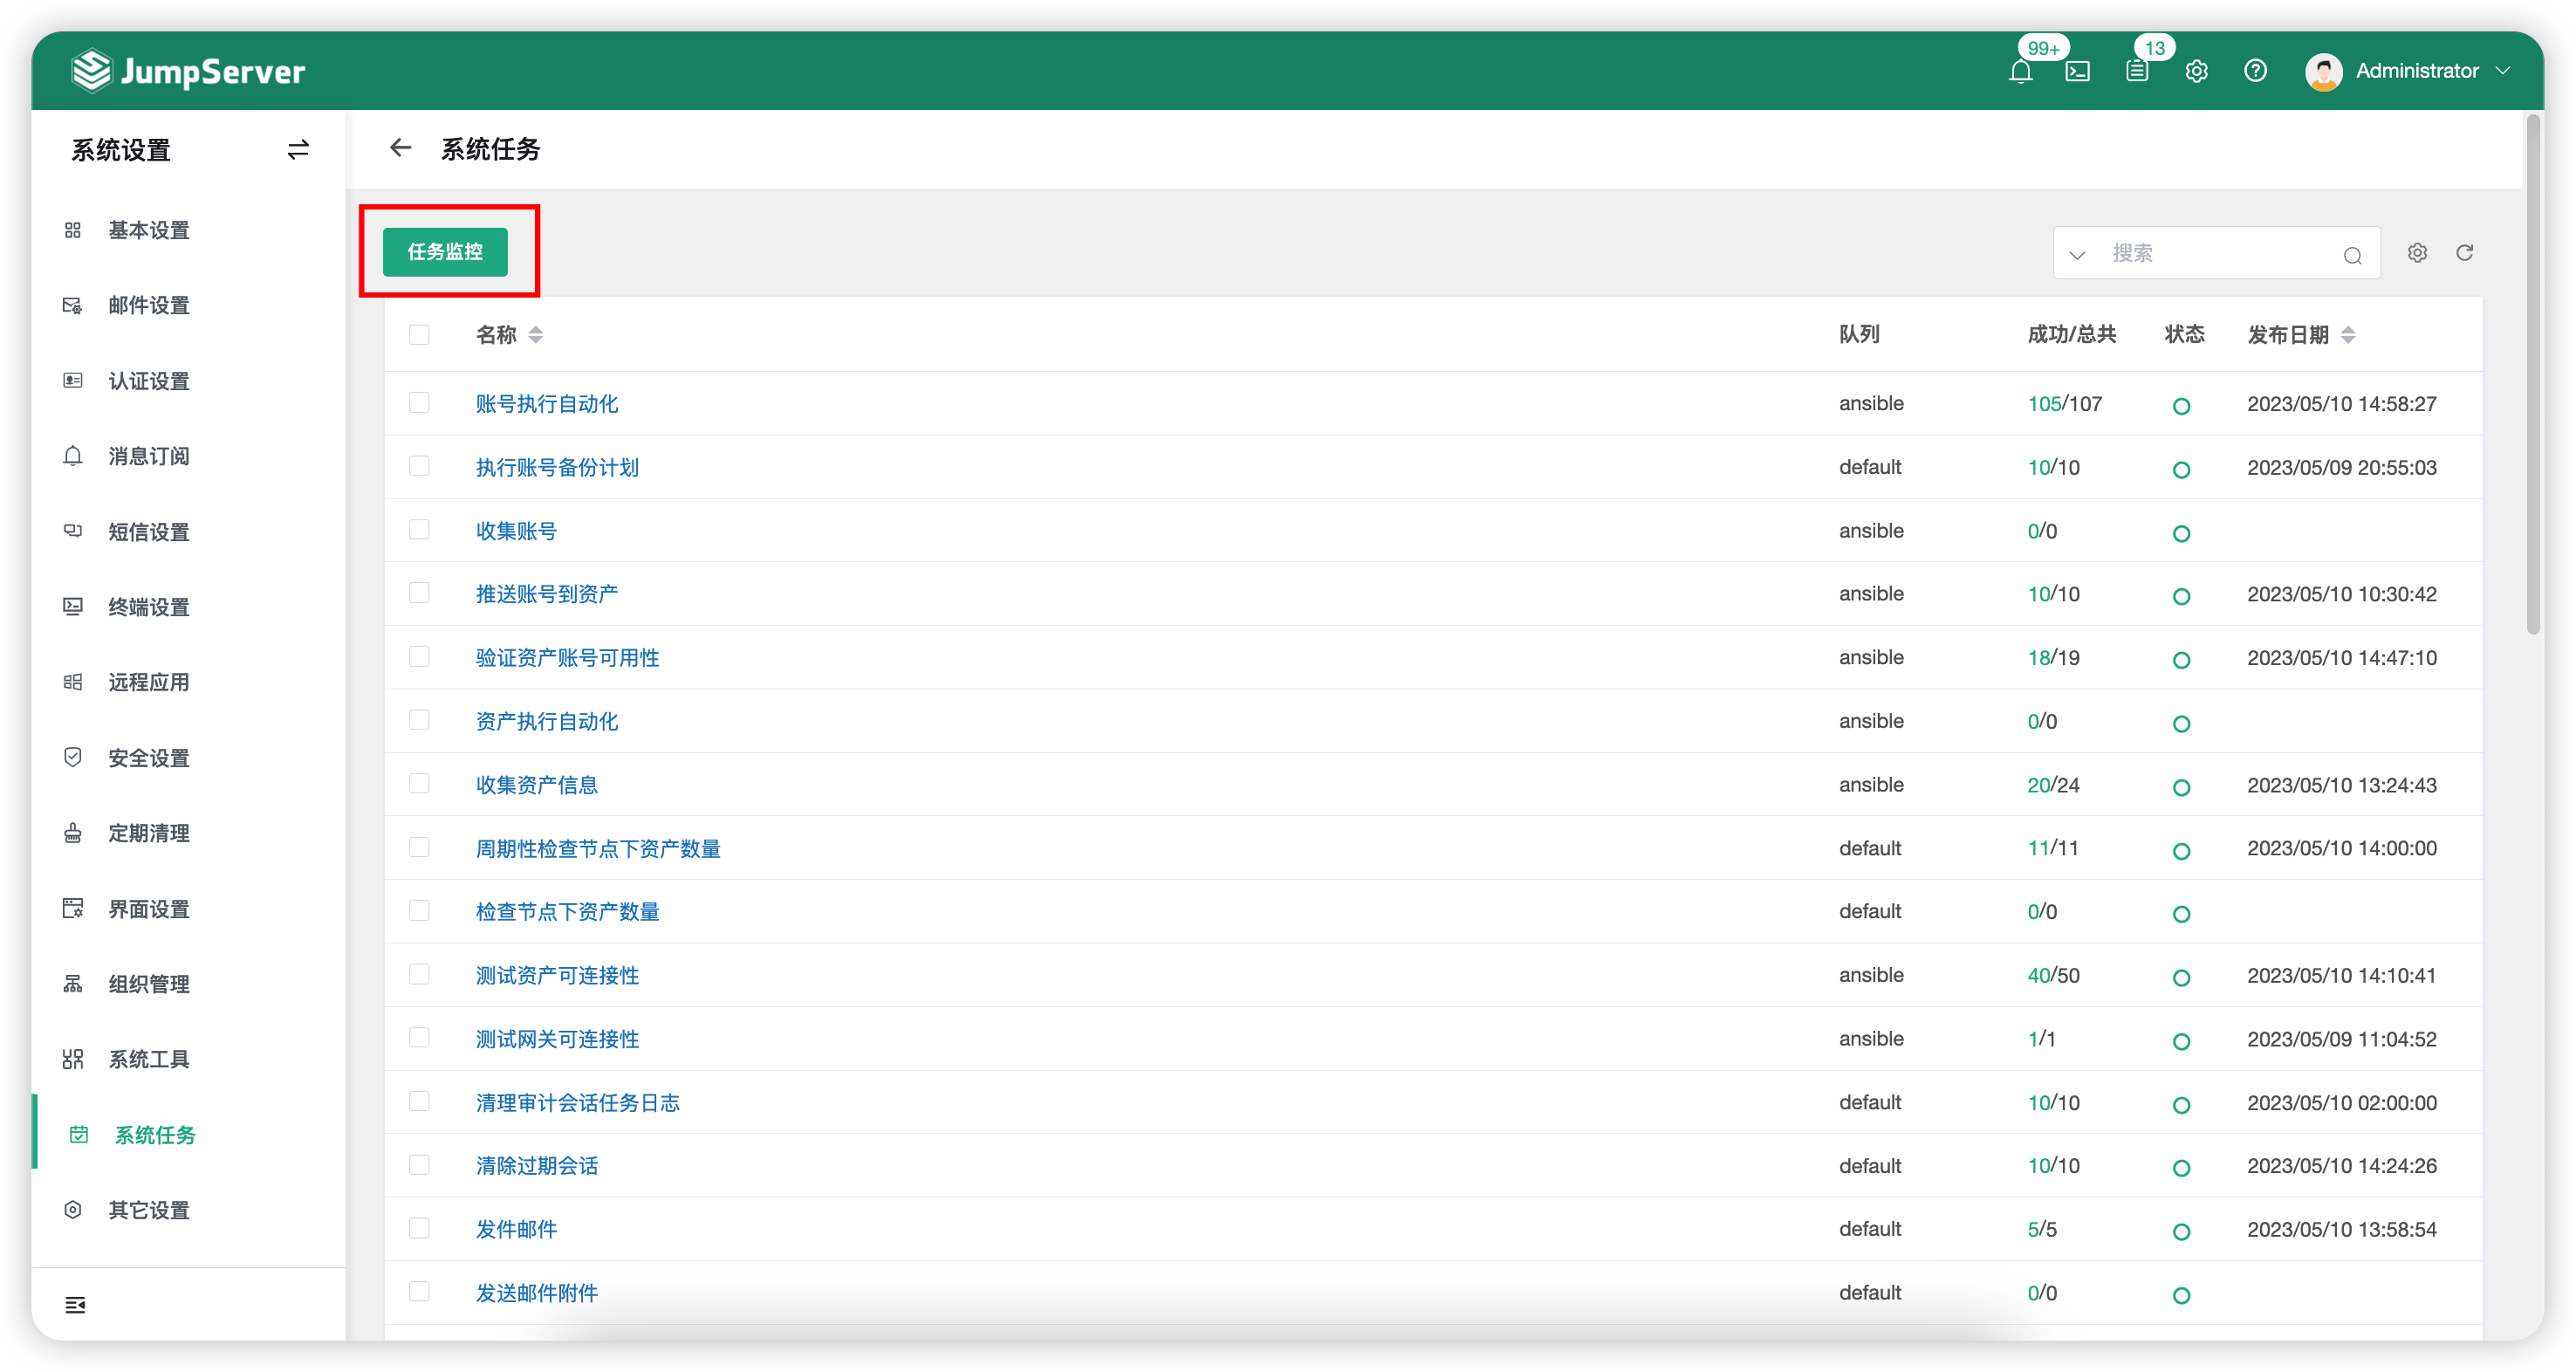 JumpServer
99+
13
Administrator
系统设置
系统任务
基本设置
邮件设置
认证设置
消息订阅
短信设置
终端设置
远程应用
安全设置
定期清理
界面设置
组织管理
系统工具
系统任务
其它设置
任务监控
搜索
名称 队列 成功/总共 状态 发布日期
账号执行自动化 ansible 105/107 2023/05/10 14:58:27
执行账号备份计划 default 10/10 2023/05/09 20:55:03
收集账号 ansible 0/0
推送账号到资产 ansible 10/10 2023/05/10 10:30:42
验证资产账号可用性 ansible 18/19 2023/05/10 14:47:10
资产执行自动化 ansible 0/0
收集资产信息 ansible 20/24 2023/05/10 13:24:43
周期性检查节点下资产数量 default 11/11 2023/05/10 14:00:00
检查节点下资产数量 default 0/0
测试资产可连接性 ansible 40/50 2023/05/10 14:10:41
测试网关可连接性 ansible 1/1 2023/05/09 11:04:52
清理审计会话任务日志 default 10/10 2023/05/10 02:00:00
清除过期会话 default 10/10 2023/05/10 14:24:26
发件邮件 default 5/5 2023/05/10 13:58:54
发送邮件附件 default 0/0